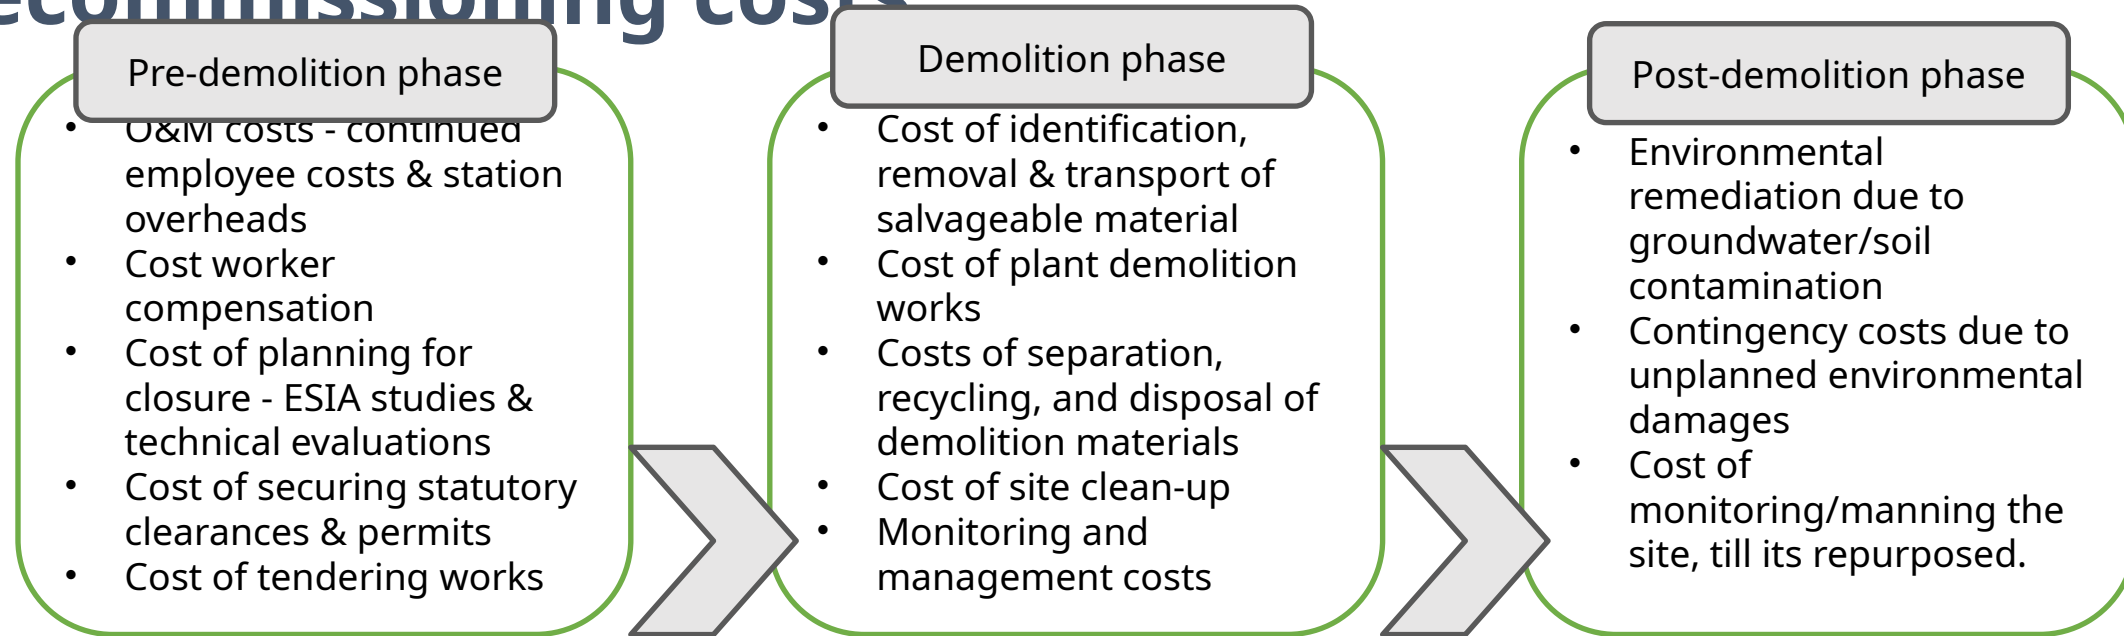 ecommissioning costs
Pre-demolition phase
• O&M costs - continued
employee costs & station
overheads
• Cost worker
compensation
• Cost of planning for
closure - ESIA studies &
technical evaluations
• Cost of securing statutory
clearances & permits
• Cost of tendering works
Demolition phase
• Cost of identification,
removal & transport of
salvageable material
• Cost of plant demolition
works
• Costs of separation,
recycling, and disposal of
demolition materials
• Cost of site clean-up
• Monitoring and
management costs
Post-demolition phase
• Environmental
remediation due to
groundwater/soil
contamination
• Contingency costs due to
unplanned environmental
damages
• Cost of
monitoring/manning the
site, till its repurposed.